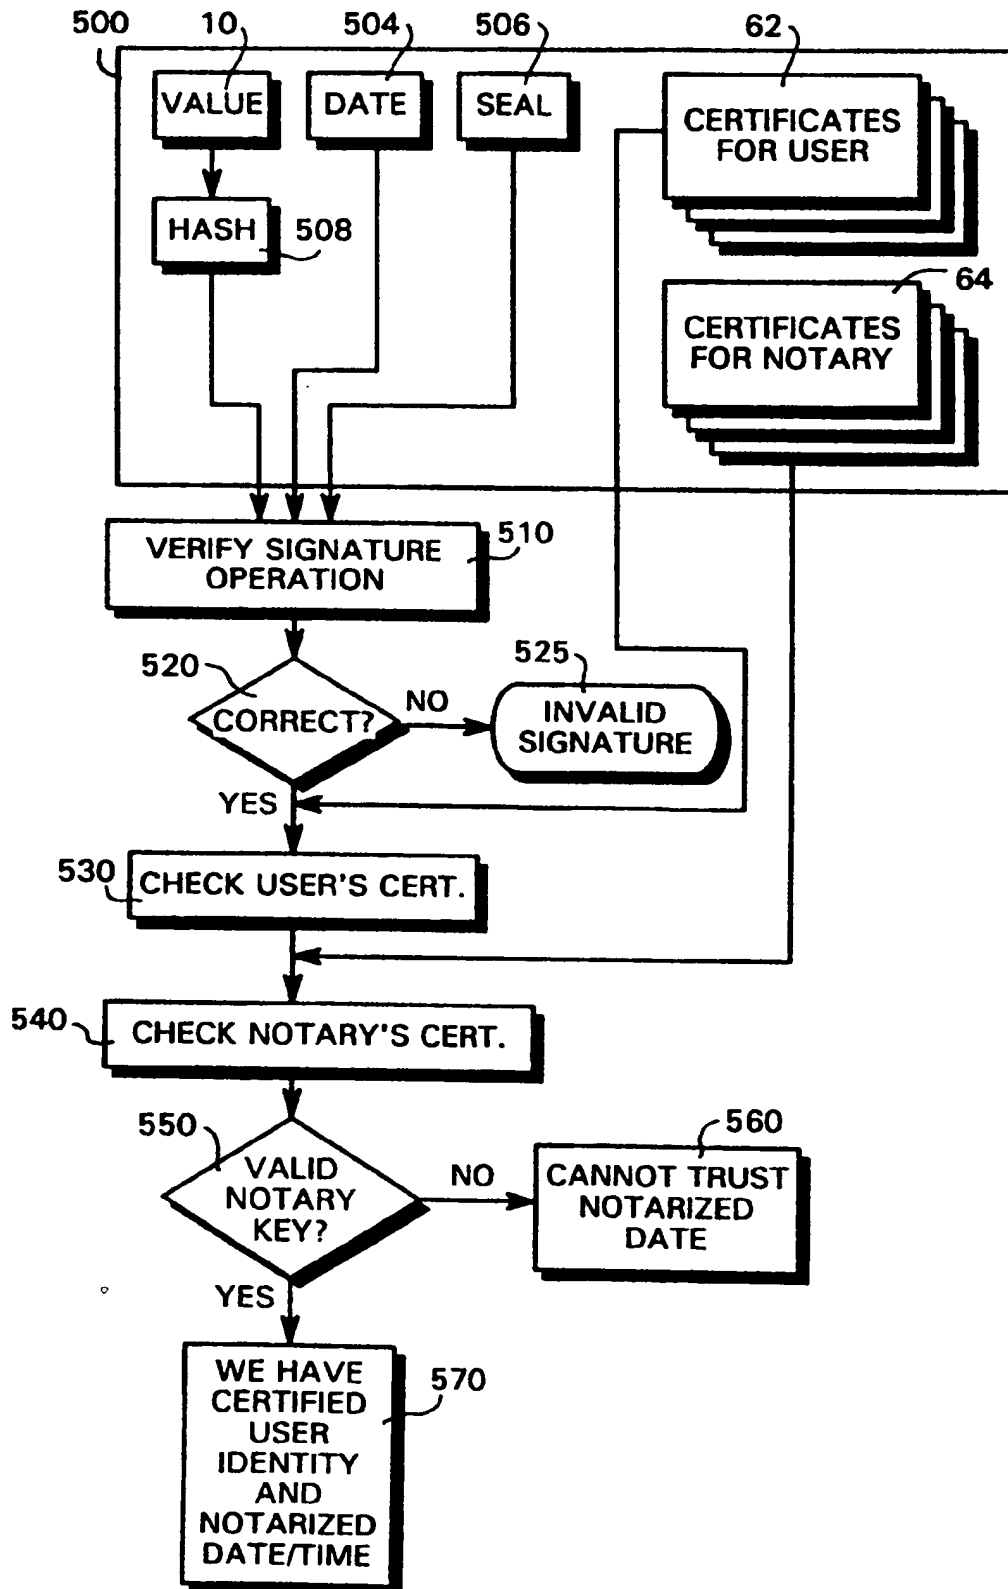 500
10
504
506
62
VALUE
DATE
SEAL
CERTIFICATES
FOR USER
HASH
508
64
CERTIFICATES
FOR NOTARY
VERIFY SIGNATURE
OPERATION
510
520
CORRECT?
NO
525
INVALID
SIGNATURE
YES
530
CHECK USER'S CERT.
540
CHECK NOTARY'S CERT.
550
VALID
NOTARY
KEY?
NO
560
CANNOT TRUST
NOTARIZED
DATE
YES
WE HAVE
CERTIFIED
USER
IDENTITY
AND
NOTARIZED
DATE/TIME
570